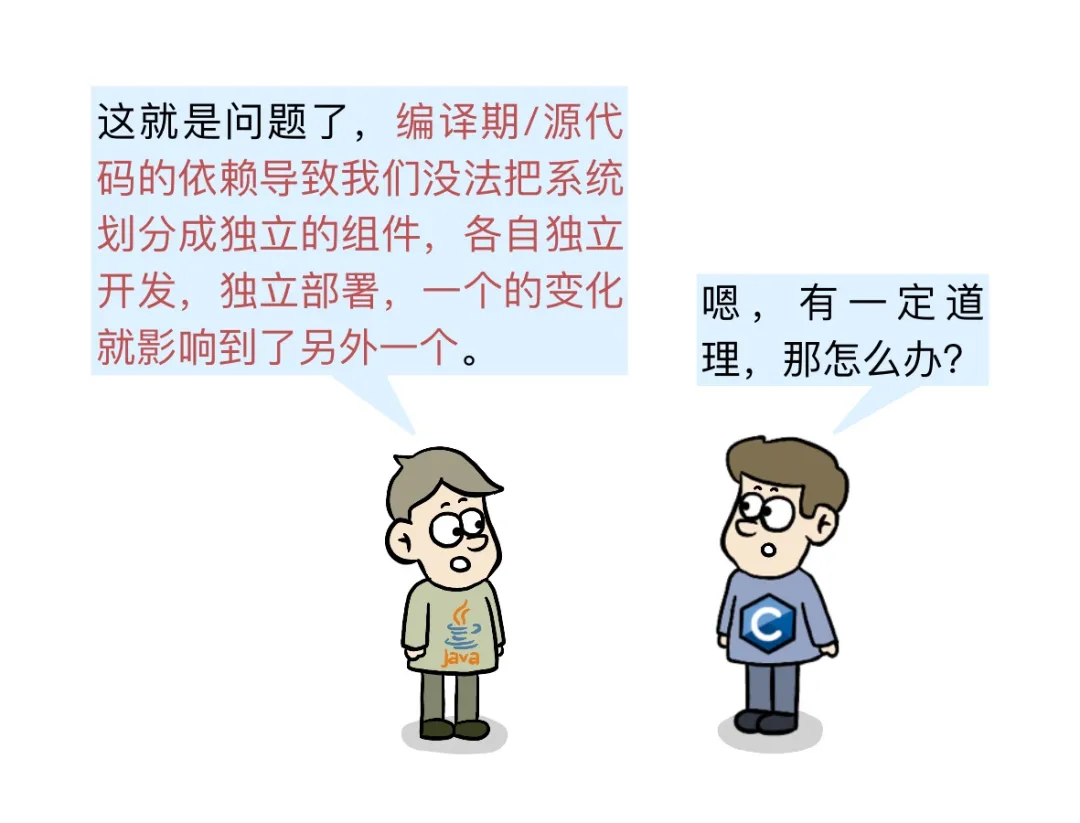 这就是问题了，编译期/源代
码的依赖导致我们没法把系统
划分成独立的组件，各自独立
开发，独立部署，一个的变化
就影响到了另外一个。
嗯，有一定道
理，那怎么办？
java
C